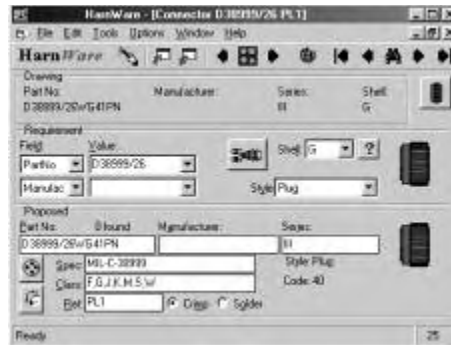 HarnWare - [Connector D38999/26 PL1]
File Edit Tools Options Window Help
HarnWare
Drawing
Part No: Manufacturer: Series: Shell:
D38999/26WG41PN III G
Requirement
Field: Value:
PartNo D38999/26 Shell G ?
Manufac Style Plug
Proposed
Part No: 0 found Manufacturer: Series:
D38999/26WG41PN III
Spec: MIL-C-38999 Style: Plug
Class: F,G,J,K,M,S,W Code: 40
Ref: PL1 Crimp Solder
Ready 25